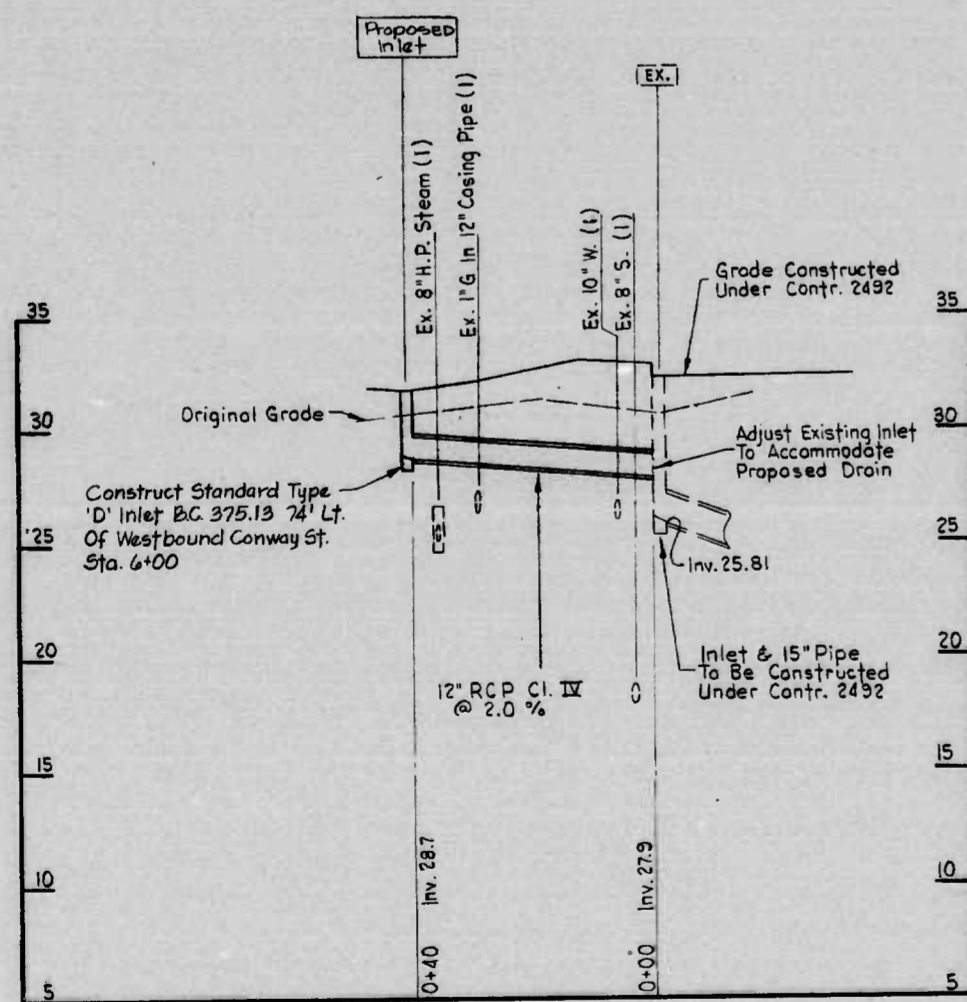 Proposed
Inlet
EX.
Ex. 8" H.P. Steam (1)
Ex. 1" G In 12" Casing Pipe (1)
Ex. 10" W. (1)
Ex. 8" S. (1)
Grade Constructed
Under Contr. 2492
35
35
Original Grade
30
30
Adjust Existing Inlet
To Accommodate
Proposed Drain
Construct Standard Type
'D' Inlet B.C. 375.13 74' Lt.
Of Westbound Conway St.
Sta. 6+00
25
25
Inv. 25.81
20
20
Inlet & 15" Pipe
To Be Constructed
Under Contr. 2492
12" RCP Cl. IV
@ 2.0 %
15
15
10
10
Inv. 28.7
Inv. 27.9
0+40
0+00
5
5